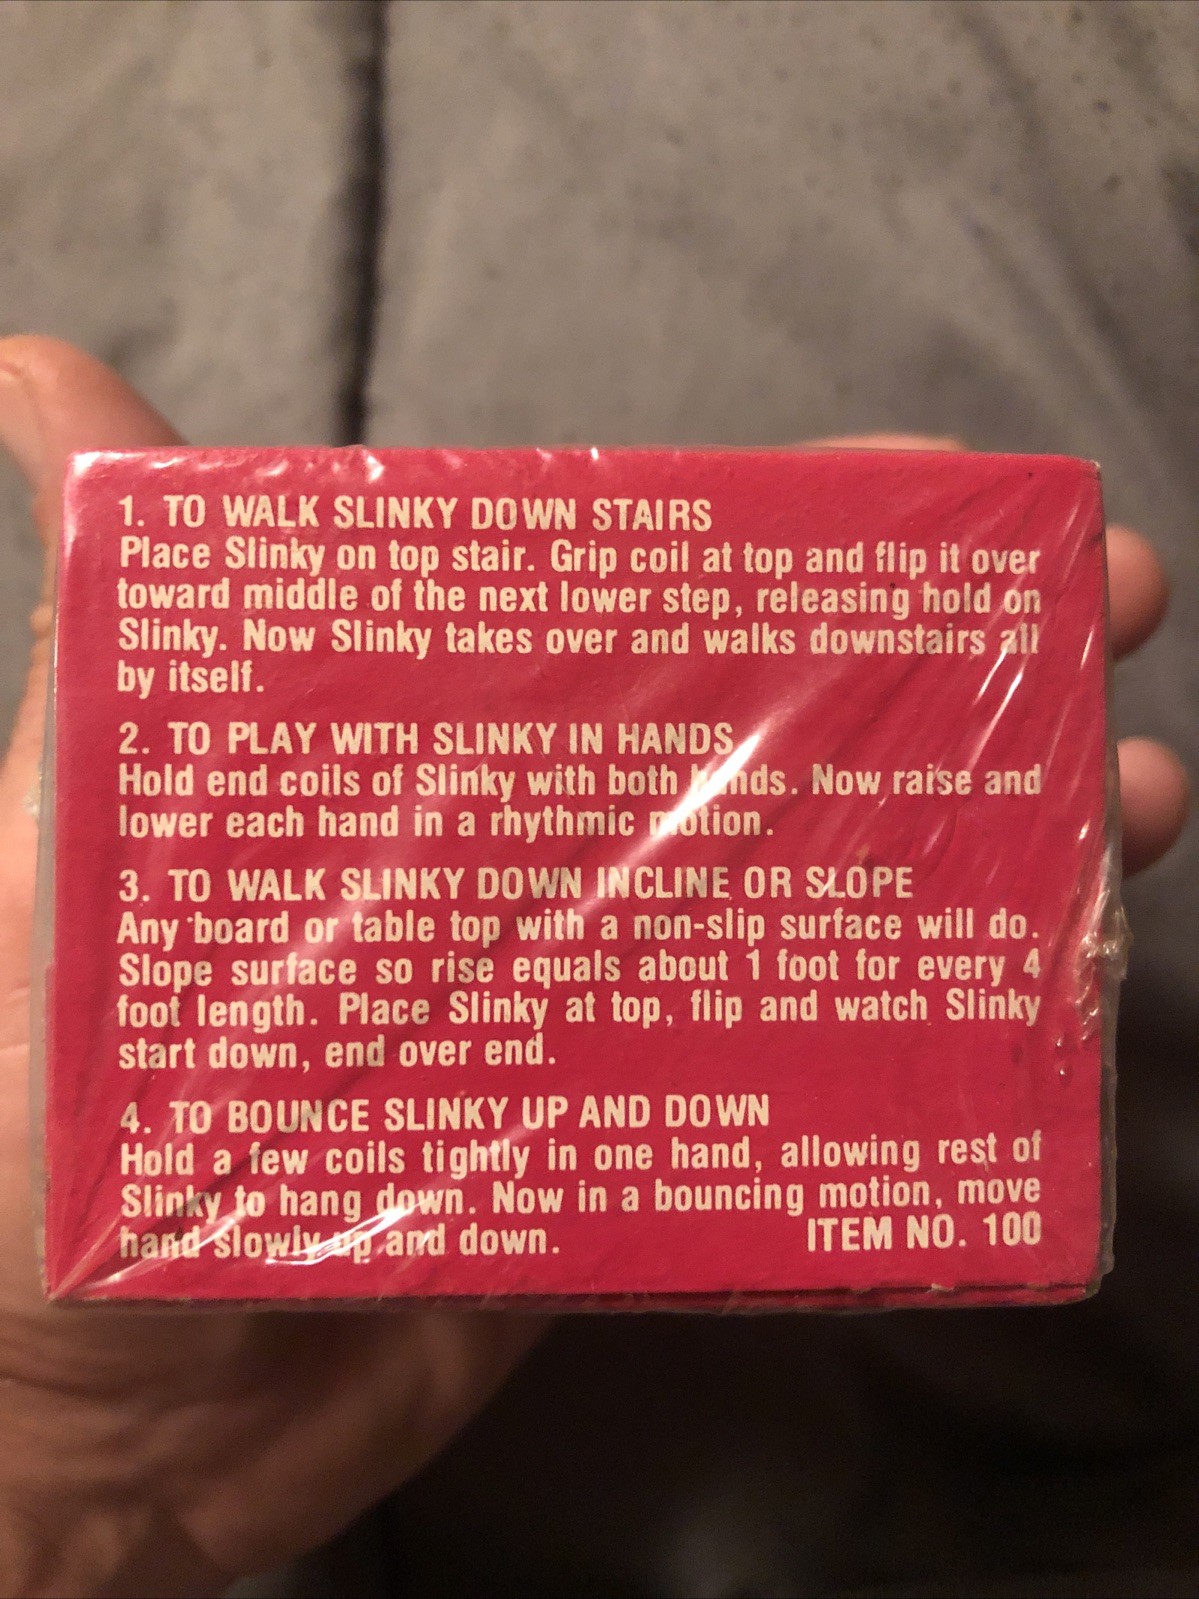 1. TO WALK SLINKY DOWN STAIRS
Place Slinky on top stair. Grip coil at top and flip it over
toward middle of the next lower step, releasing hold on
Slinky. Now Slinky takes over and walks downstairs all
by itself.
2. TO PLAY WITH SLINKY IN HANDS
Hold end coils of Slinky with both hands. Now raise and
lower each hand in a rhythmic motion.
3. TO WALK SLINKY DOWN INCLINE OR SLOPE
Any board or table top with a non-slip surface will do.
Slope surface so rise equals about 1 foot for every 4
foot length. Place Slinky at top, flip and watch Slinky
start down, end over end.
4. TO BOUNCE SLINKY UP AND DOWN
Hold a few coils tightly in one hand, allowing rest of
Slinky to hang down. Now in a bouncing motion, move
hand slowly up and down. ITEM NO. 100